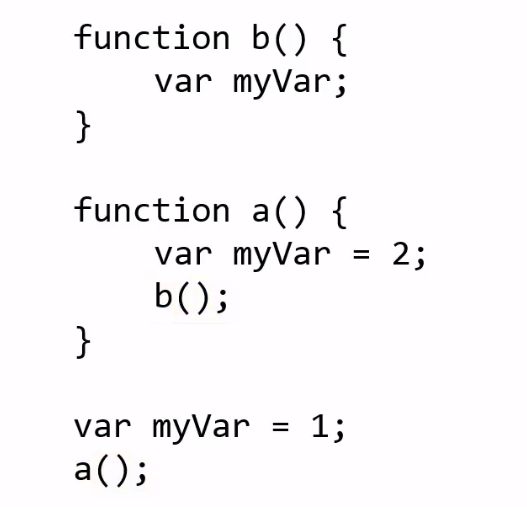 function b() {
    var myVar;
}

function a() {
    var myVar = 2;
    b();
}

var myVar = 1;
a();